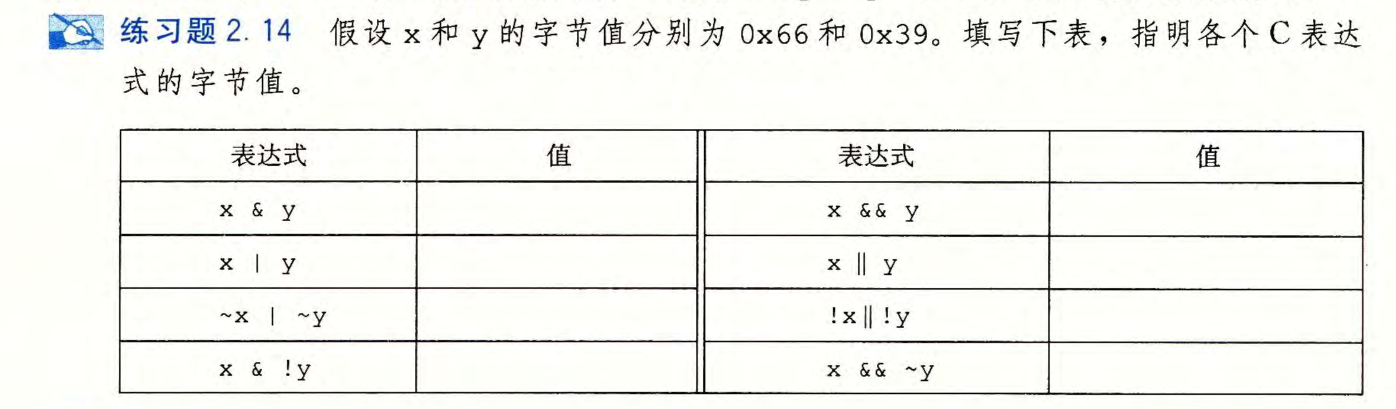 练习题 2.14 假设 x 和 y 的字节值分别为 0x66 和 0x39。填写下表，指明各个 C 表达
式的字节值。
表达式 值 表达式 值
x & y x && y
x | y x || y
~x | ~y !x||!y
x & !y x && ~y